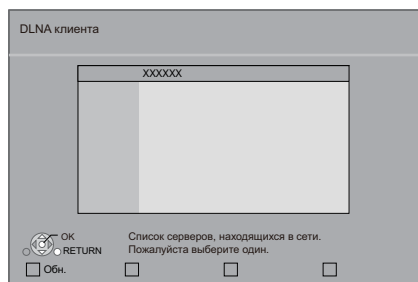 DLNA клиента
XXXXXX
OK
RETURN
Список серверов, находящихся в сети.
Пожалуйста выберите один.
Обн.